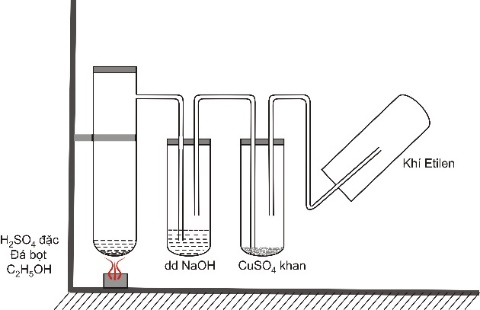 H₂SO₄ đặc
Đá bọt
C₂H₅OH
dd NaOH
CuSO₄ khan
Khí Etilen